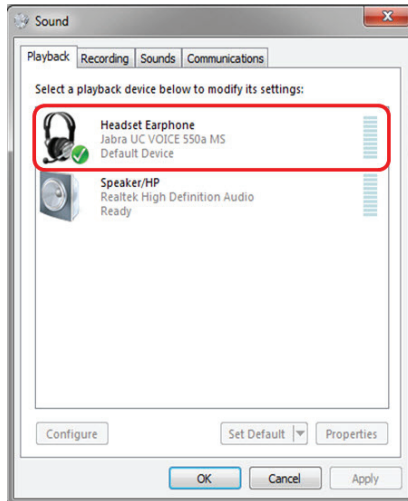 Sound
Playback Recording Sounds Communications
Select a playback device below to modify its settings:
Headset Earphone
Jabra UC VOICE 550a MS
Default Device
Speaker/HP
Realtek High Definition Audio
Ready
Configure Set Default Properties
OK Cancel Apply